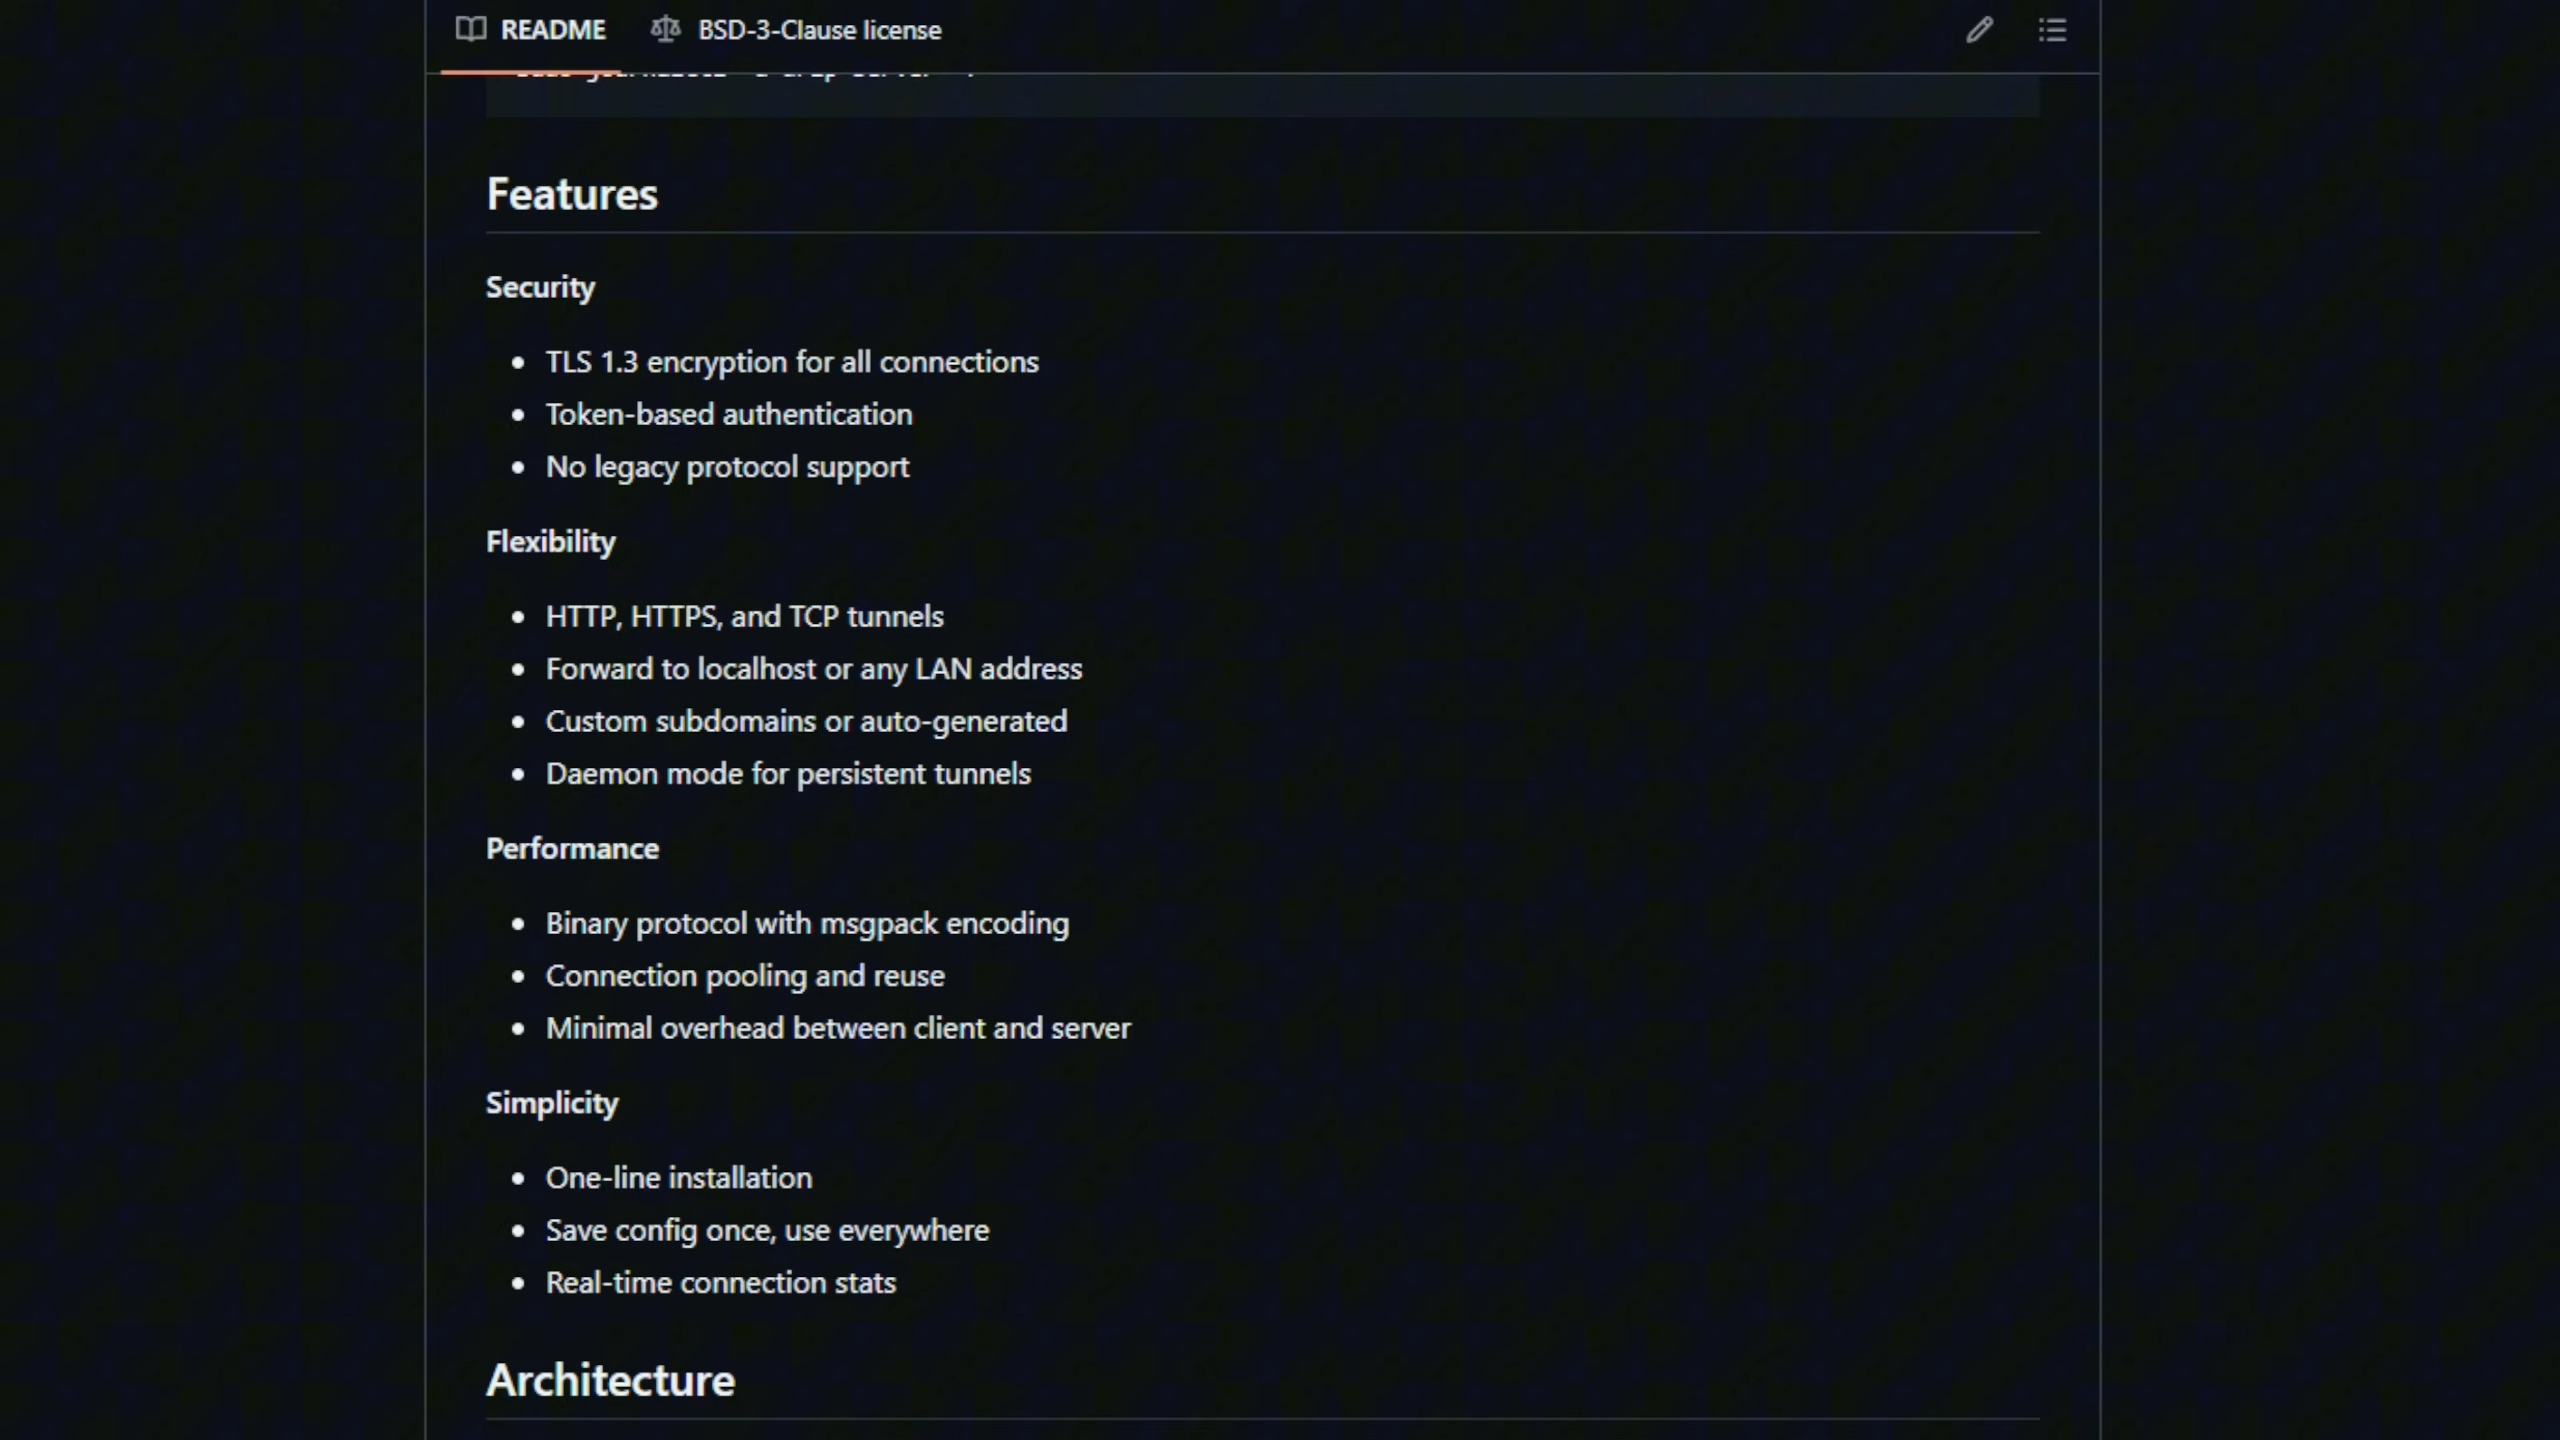 README
BSD-3-Clause license
Features
Security
TLS 1.3 encryption for all connections
Token-based authentication
No legacy protocol support
Flexibility
HTTP, HTTPS, and TCP tunnels
Forward to localhost or any LAN address
Custom subdomains or auto-generated
Daemon mode for persistent tunnels
Performance
Binary protocol with msgpack encoding
Connection pooling and reuse
Minimal overhead between client and server
Simplicity
One-line installation
Save config once, use everywhere
Real-time connection stats
Architecture